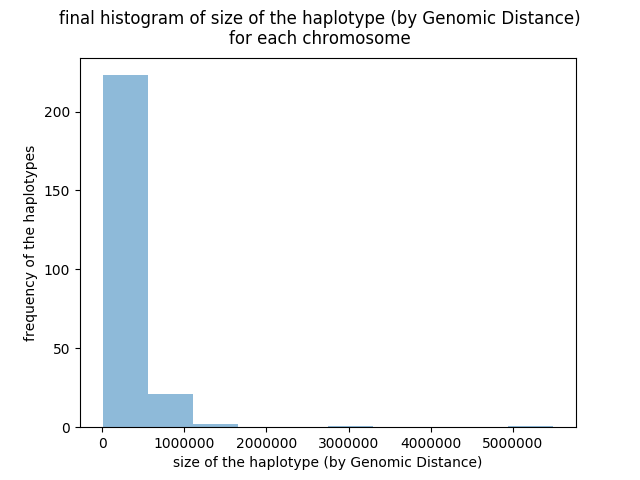 final histogram of size of the haplotype (by Genomic Distance)
for each chromosome
frequency of the haplotypes
200
150
100
50
0
0 1000000 2000000 3000000 4000000 5000000
size of the haplotype (by Genomic Distance)